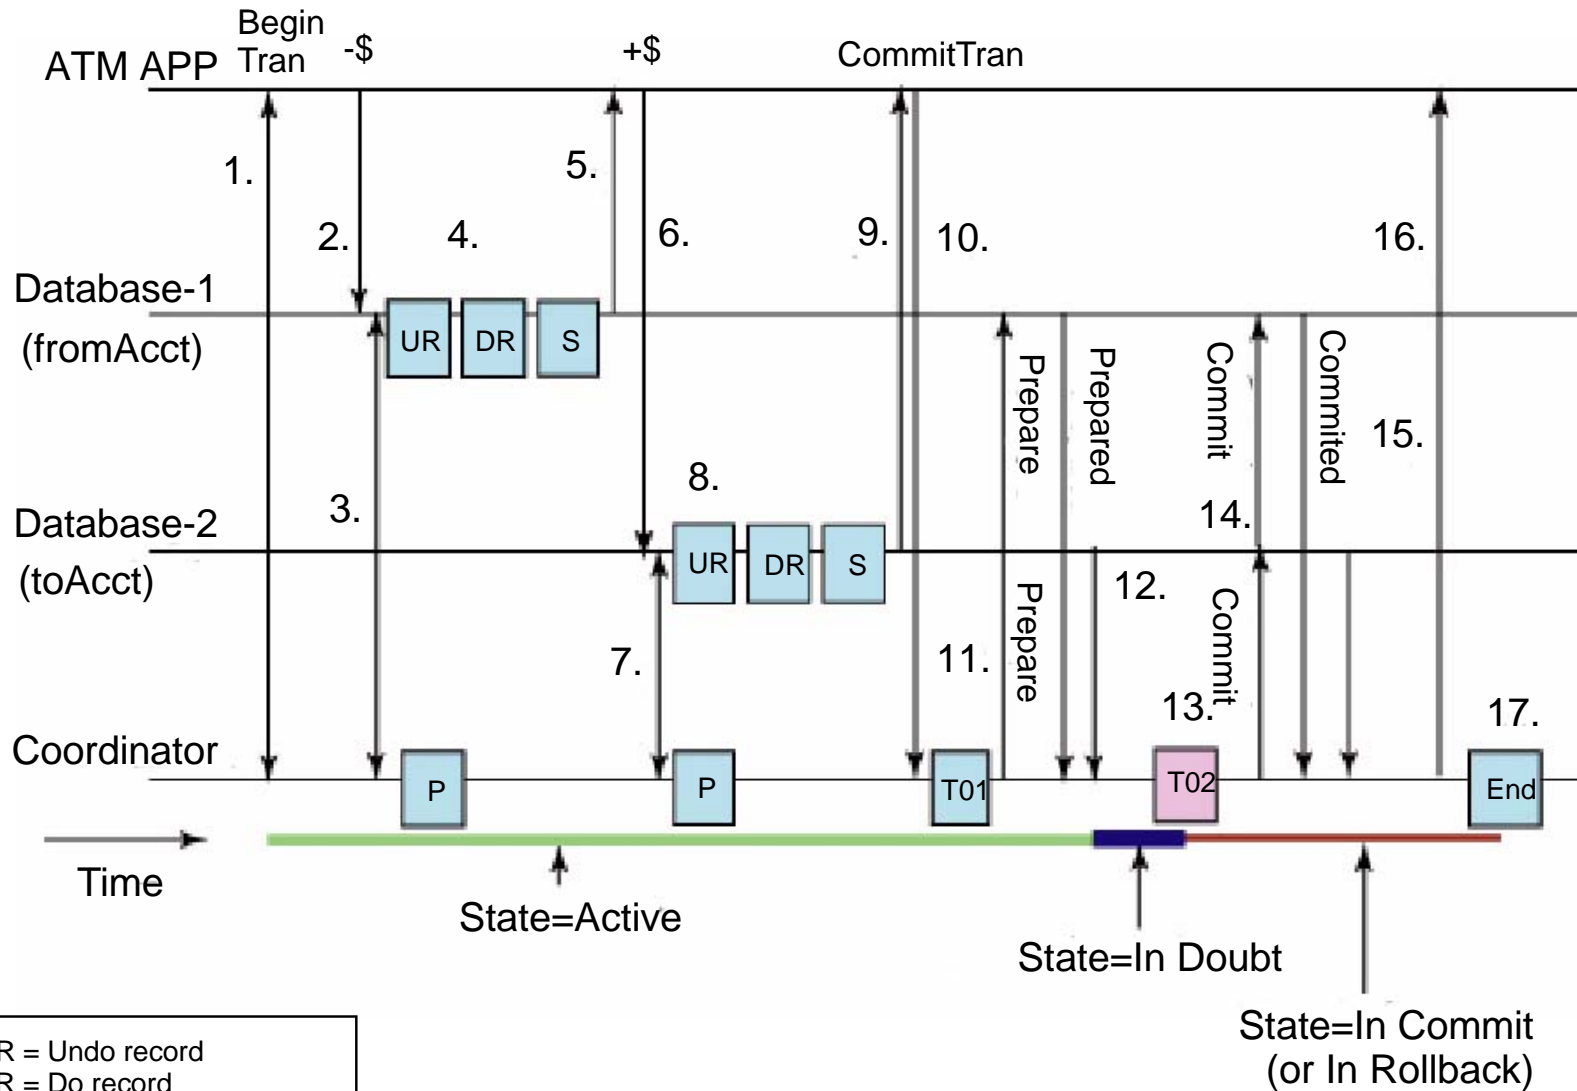 Begin
Tran
-$
+$
CommitTran
ATM APP
1.
2.
4.
5.
6.
9.
10.
16.
Database-1
(fromAcct)
UR
DR
S
Prepare
Prepared
Commit
Commited
15.
3.
8.
14.
Database-2
(toAcct)
UR
DR
S
12.
Prepare
Commit
7.
11.
13.
17.
Coordinator
P
P
T01
T02
End
Time
State=Active
State=In Doubt
State=In Commit
(or In Rollback)
R = Undo record
R = Do record